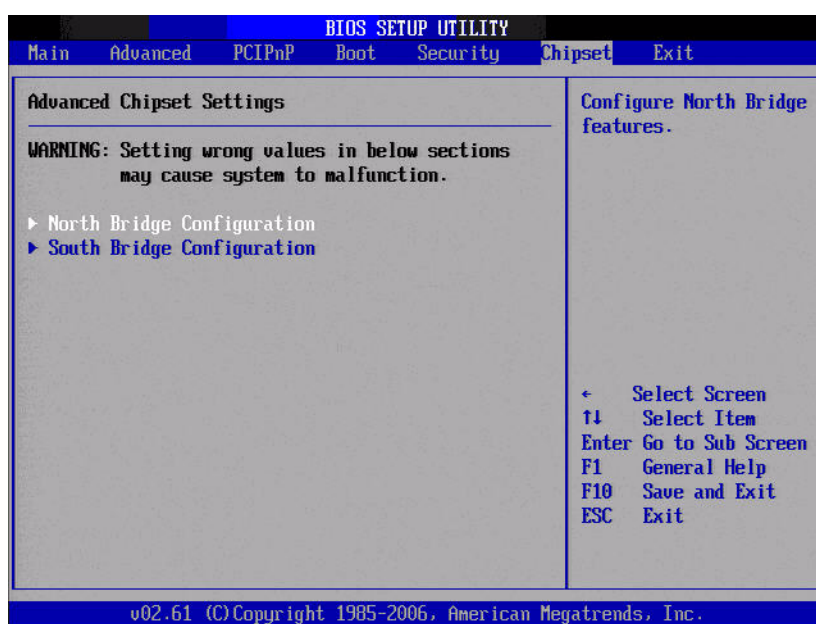 BIOS SETUP UTILITY
Main Advanced PCIPnP Boot Security Chipset Exit
Advanced Chipset Settings
WARNING: Setting wrong values in below sections
may cause system to malfunction.
▶ North Bridge Configuration
▶ South Bridge Configuration
Configure North Bridge
features.
← Select Screen
↑↓ Select Item
Enter Go to Sub Screen
F1 General Help
F10 Save and Exit
ESC Exit
v02.61 (C)Copyright 1985-2006, American Megatrends, Inc.